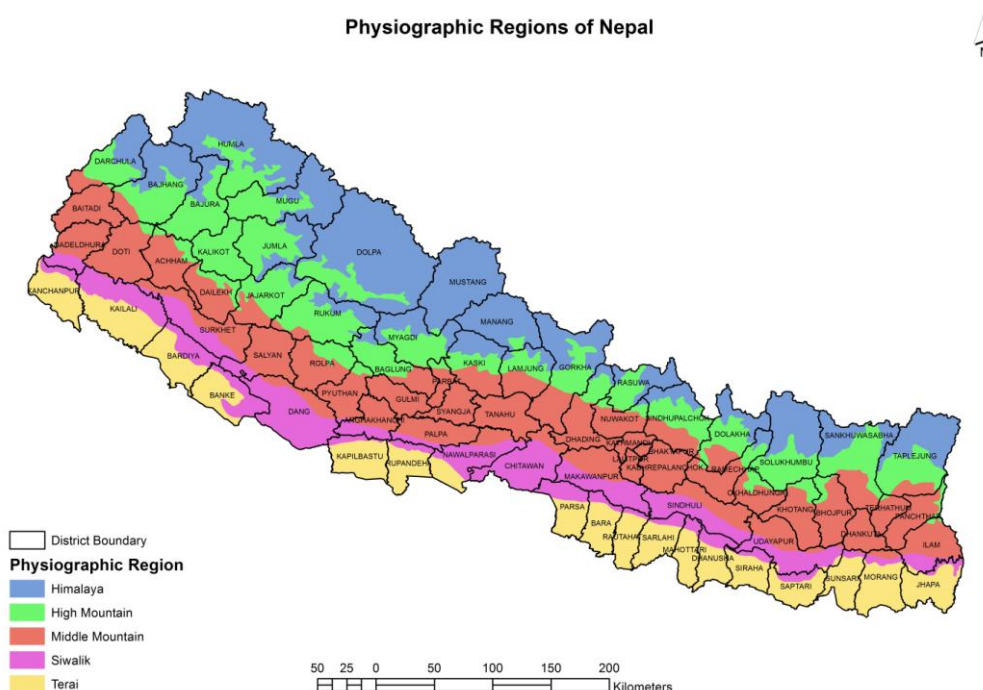 Physiographic Regions of Nepal
N
HUMLA
DARCHULA
BAJHANG
BAJURA
MUGU
BAITADI
DADELDHURA
DOTI
ACHHAM
KALIKOT
JUMLA
DOLPA
MUSTANG
DAILEKH
JAJARKOT
RUKUM
KANCHANPUR
KAILALI
SURKHET
MANANG
MYAGDI
BARDIYA
SALYAN
ROLPA
BAGLUNG
KASKI
LAMJUNG
GORKHA
RASUWA
BANKE
PYUTHAN
GULMI
PARBAT
SYANGJA
TANAHU
NUWAKOT
SINDHUPALCHOK
DOLAKHA
SANKHUWASABHA
TAPLEJUNG
DANG
ARGHAKHANCHI
PALPA
DHADING
KATHMANDU
BHAKTAPUR
LALITPUR
KABHREPALANCHOK
RAMECHHAP
SOLUKHUMBU
KAPILBASTU
RUPANDEHI
NAWALPARASI
CHITAWAN
MAKAWANPUR
OKHALDHUNGA
KHOTANG
BHOJPUR
TERHATHUM
PANCHTHAR
PARSA
BARA
RAUTAHA
SARLAHI
MAHOTTARI
DHANUSHA
SINDHULI
SIRAHA
UDAYAPUR
SAPTARI
DHANKUTA
ILAM
SUNSARI
MORANG
JHAPA
District Boundary
Physiographic Region
Himalaya
High Mountain
Middle Mountain
Siwalik
Terai
50 25 0 50 100 150 200
Kilometers